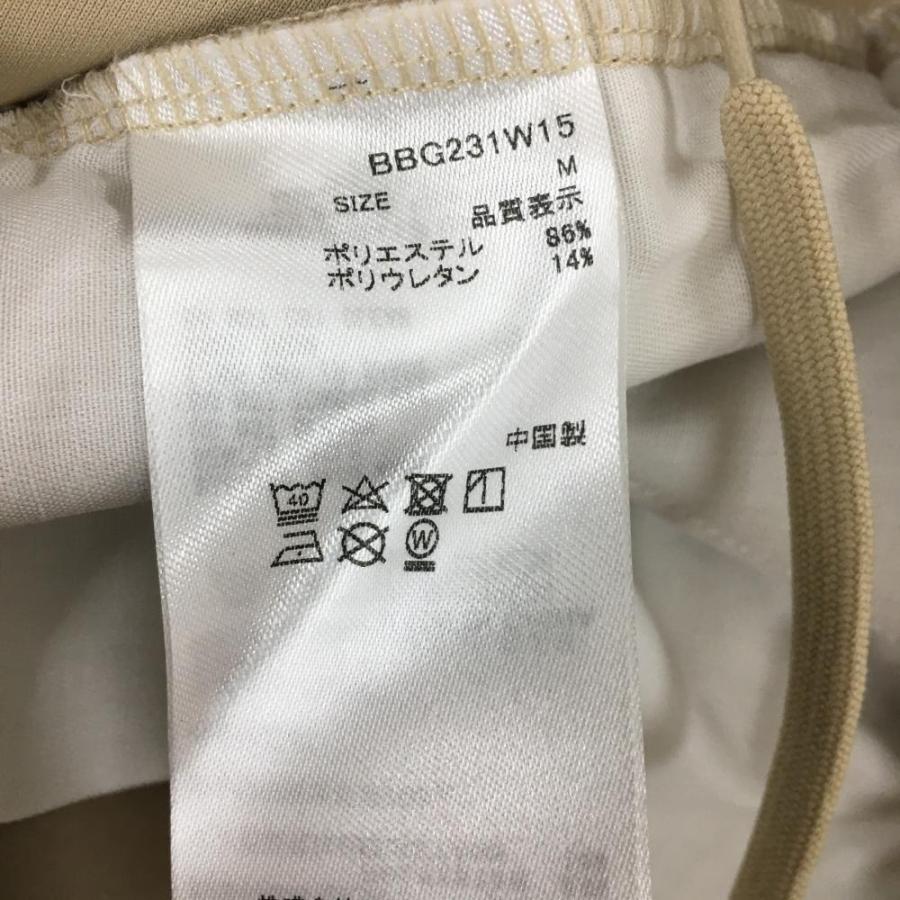 BBG231W15
SIZE M
品質表示
ポリエステル 86%
ポリウレタン 14%
中国製
40
W